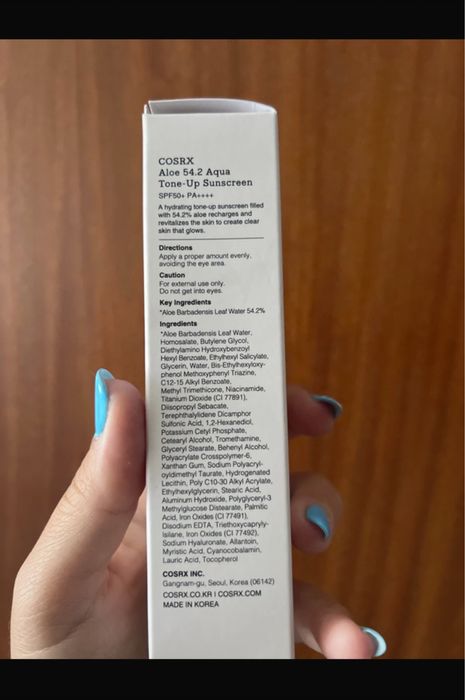 COSRX
Aloe 54.2 Aqua
Tone-Up Sunscreen
SPF50+ PA++++
A hydrating tone-up sunscreen filled
with 54.2% aloe recharges and
revitalizes the skin to create clear
skin that glows.
Directions
Apply a proper amount evenly,
avoiding the eye area.
Caution
For external use only.
Do not get into eyes.
Key Ingredients
*Aloe Barbadensis Leaf Water 54.2%
Ingredients
*Aloe Barbadensis Leaf Water,
Homosalate, Butylene Glycol,
Diethylamino Hydroxybenzoyl
Hexyl Benzoate, Ethylhexyl Salicylate,
Glycerin, Water, Bis-Ethylhexyloxy-
phenol Methoxyphenyl Triazine,
C12-15 Alkyl Benzoate,
Methyl Trimethicone, Niacinamide,
Titanium Dioxide (CI 77891),
Diisopropyl Sebacate,
Terephthalylidene Dicamphor
Sulfonic Acid, 1,2-Hexanediol,
Potassium Cetyl Phosphate,
Cetearyl Alcohol, Tromethamine,
Glyceryl Stearate, Behenyl Alcohol,
Polyacrylate Crosspolymer-6,
Xanthan Gum, Sodium Polyacryl-
oyldimethyl Taurate, Hydrogenated
Lecithin, Poly C10-30 Alkyl Acrylate,
Ethylhexylglycerin, Stearic Acid,
Aluminum Hydroxide, Polyglyceryl-3
Methylglucose Distearate, Palmitic
Acid, Iron Oxides (CI 77491),
Disodium EDTA, Triethoxycapryly-
lsilane, Iron Oxides (CI 77492),
Sodium Hyaluronate, Allantoin,
Myristic Acid, Cyanocobalamin,
Lauric Acid, Tocopherol
COSRX INC.
Gangnam-gu, Seoul, Korea (06142)
COSRX.CO.KR I COSRX.COM
MADE IN KOREA